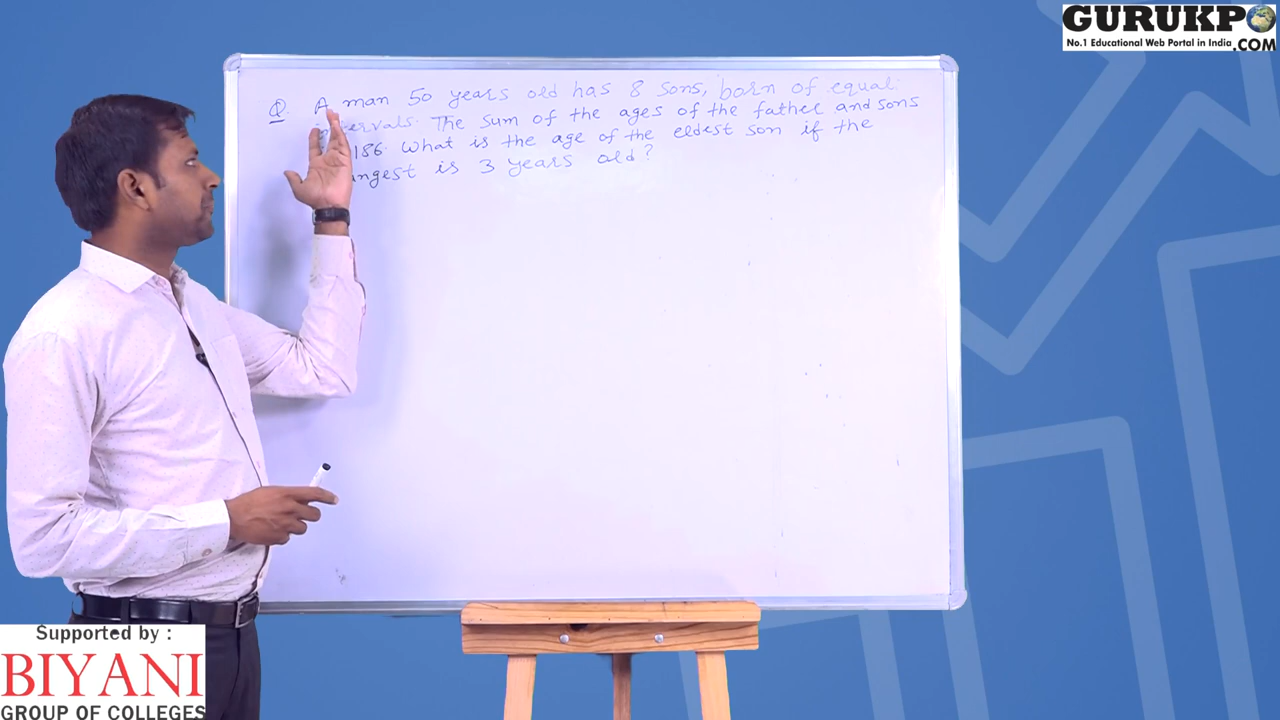 GURUKPO
No.1 Educational Web Portal in India .COM
Q. A man 50 years old has 8 sons, born of equal
The sum of the ages of the father and sons
186. What is the age of the eldest son if the
ungest is 3 years old?
Supported by :
BIYANI
GROUP OF COLLEGES